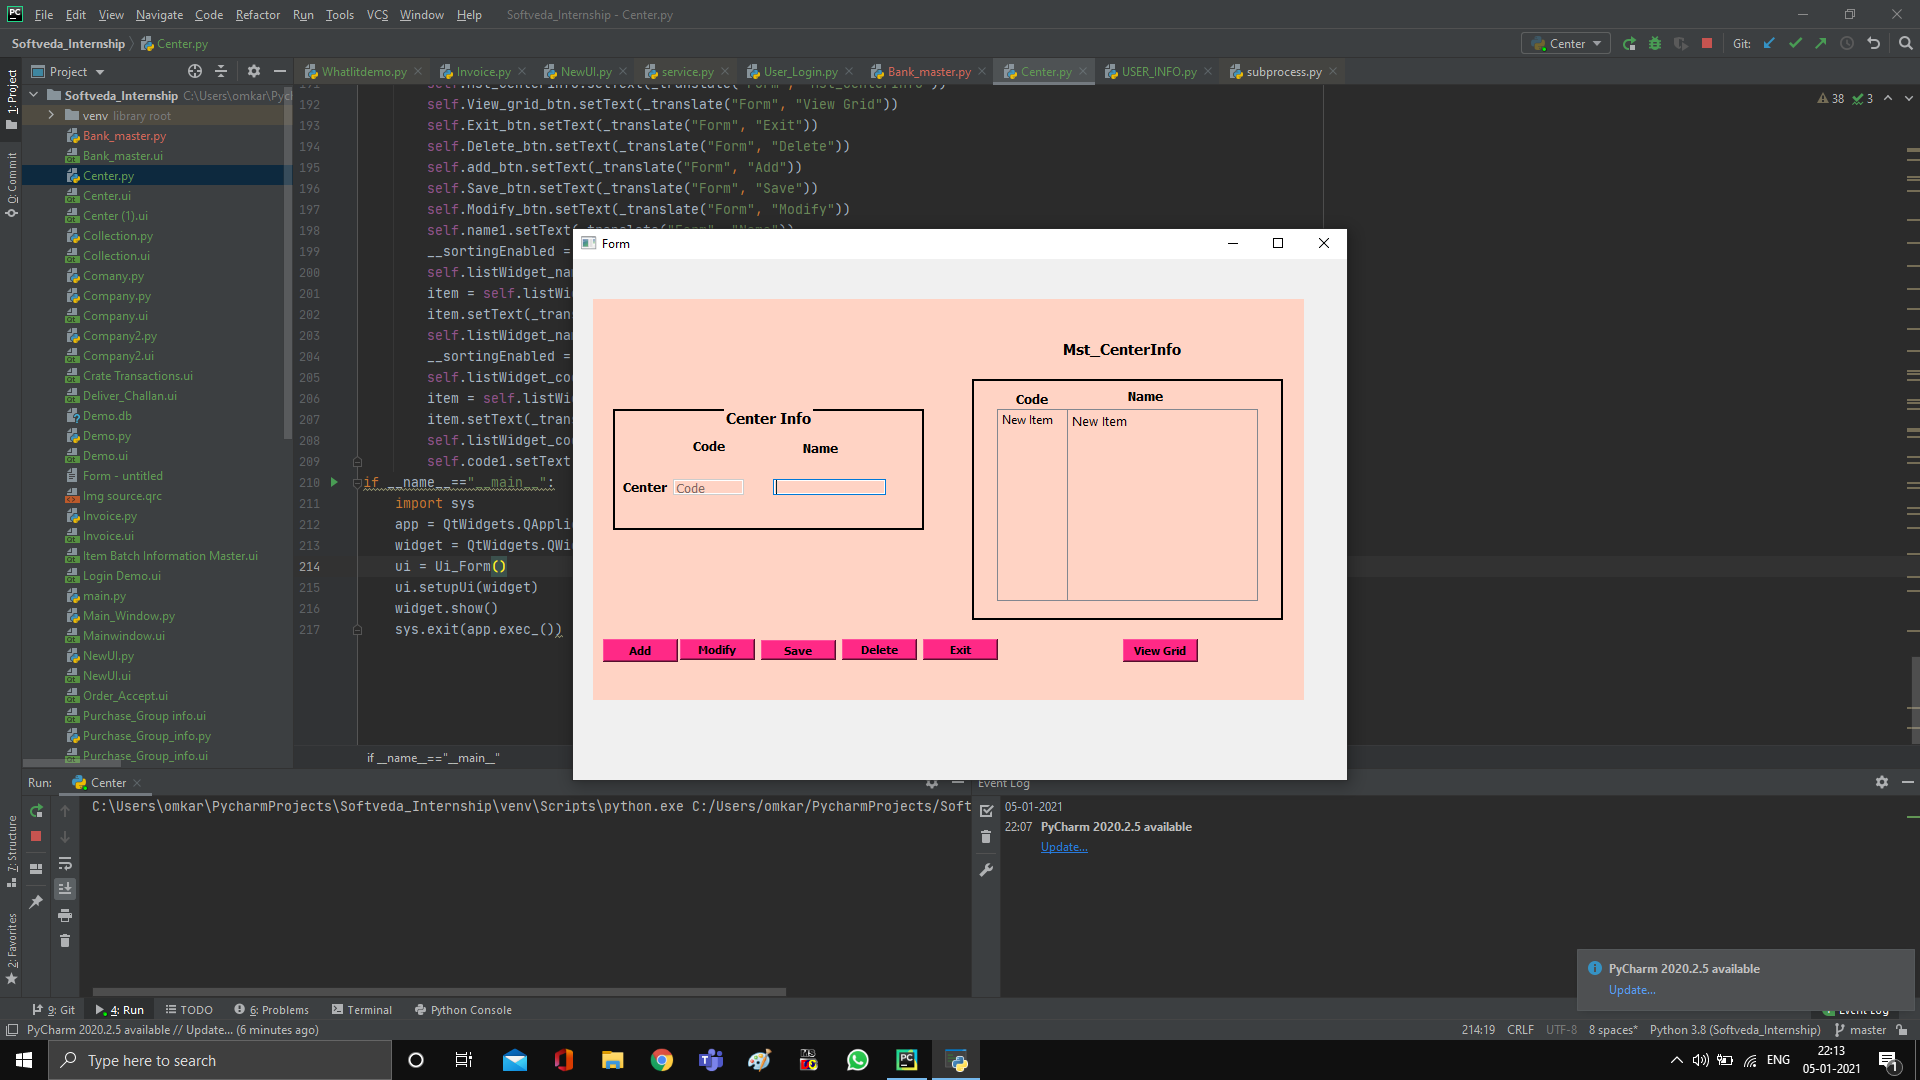 File Edit View Navigate Code Refactor Run Tools VCS Window Help Softveda_Internship - Center.py
Softveda_Internship Center.py
Center Git:
Project
Whatlitdemo.py Invoice.py NewUI.py service.py User_Login.py Bank_master.py Center.py USER_INFO.py subprocess.py
1: Project
0: Commit
7: Structure
2: Favorites
Softveda_Internship C:\Users\omkar\Pycl
venv library root
Bank_master.py
Bank_master.ui
Center.py
Center.ui
Center (1).ui
Collection.py
Collection.ui
Comany.py
Company.py
Company.ui
Company2.py
Company2.ui
Crate Transactions.ui
Deliver_Challan.ui
Demo.db
Demo.py
Demo.ui
Form - untitled
Img source.qrc
Invoice.py
Invoice.ui
Item Batch Information Master.ui
Login Demo.ui
main.py
Main_Window.py
Mainwindow.ui
NewUI.py
NewUI.ui
Order_Accept.ui
Purchase_Group info.ui
Purchase_Group_info.py
Purchase_Group_info.ui
38 3
192 self.View_grid_btn.setText(_translate("Form", "View Grid"))
193 self.Exit_btn.setText(_translate("Form", "Exit"))
194 self.Delete_btn.setText(_translate("Form", "Delete"))
195 self.add_btn.setText(_translate("Form", "Add"))
196 self.Save_btn.setText(_translate("Form", "Save"))
197 self.Modify_btn.setText(_translate("Form", "Modify"))
198 self.name1.setText
199 __sortingEnabled =
200 self.listWidget_na
201 item = self.listWi
202 item.setText(_tran
203 self.listWidget_na
204 __sortingEnabled =
205 self.listWidget_co
206 item = self.listWi
207 item.setText(_tran
208 self.listWidget_co
209 self.code1.setText
210 if __name__=="__main__":
211 import sys
212 app = QtWidgets.QAppli
213 widget = QtWidgets.QWi
214 ui = Ui_Form()
215 ui.setupUi(widget)
216 widget.show()
217 sys.exit(app.exec_())
if __name__=="__main__"
Form
Mst_CenterInfo
Code Name
New Item New Item
Center Info
Code Name
Center Code
Add Modify Save Delete Exit View Grid
Run: Center
C:\Users\omkar\PycharmProjects\Softveda_Internship\venv\Scripts\python.exe C:/Users/omkar/PycharmProjects/Soft
Event Log
05-01-2021
22:07 PyCharm 2020.2.5 available
Update...
PyCharm 2020.2.5 available
Update...
9: Git 4: Run TODO 6: Problems Terminal Python Console Event Log
PyCharm 2020.2.5 available // Update... (6 minutes ago) 214:19 CRLF UTF-8 8 spaces* Python 3.8 (Softveda_Internship) master
Type here to search
ENG
22:13
05-01-2021
1